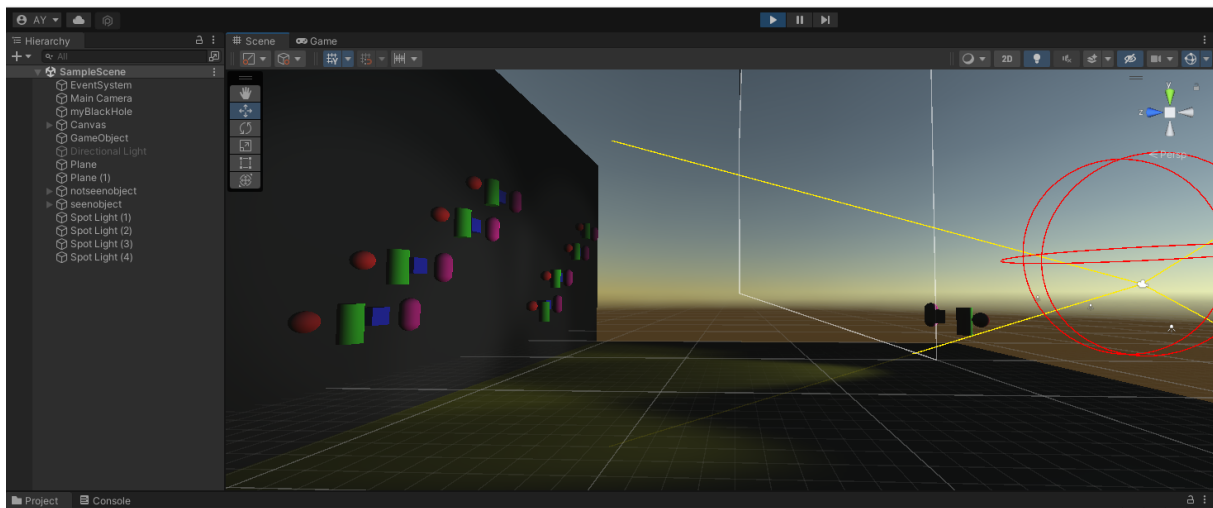 AY
Hierarchy
Scene
Game
All
2D
SampleScene
EventSystem
Main Camera
myBlackHole
Canvas
GameObject
Directional Light
Plane
Plane (1)
notseenobject
seenobject
Spot Light (1)
Spot Light (2)
Spot Light (3)
Spot Light (4)
y
z
Persp
Project
Console